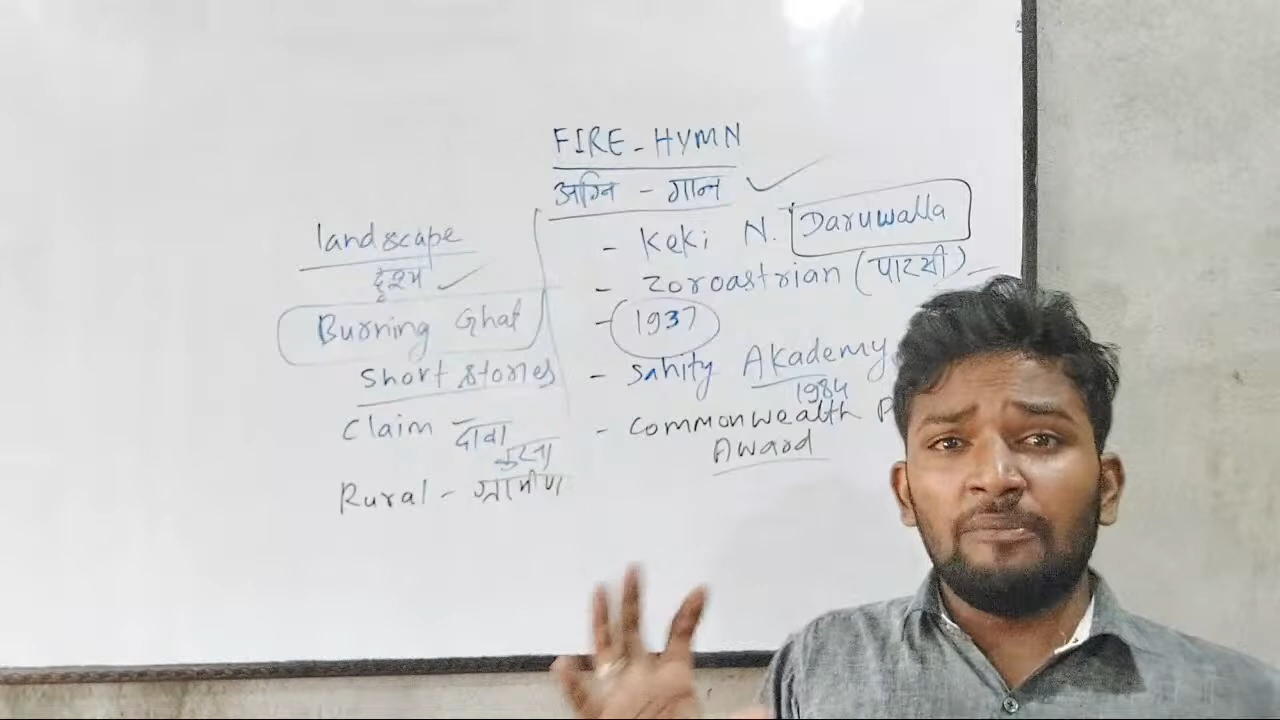 FIRE-HYMN
अग्नि - गान
- Keki N. Daruwalla
- Zoroastrian (पारसी)
- 1937
- Sahity Akademy
1984
- Commonwealth
Award
landscape
दृश्य
Burning Ghat
Short stories
Claim दावा
करना
Rural - ग्रामीण